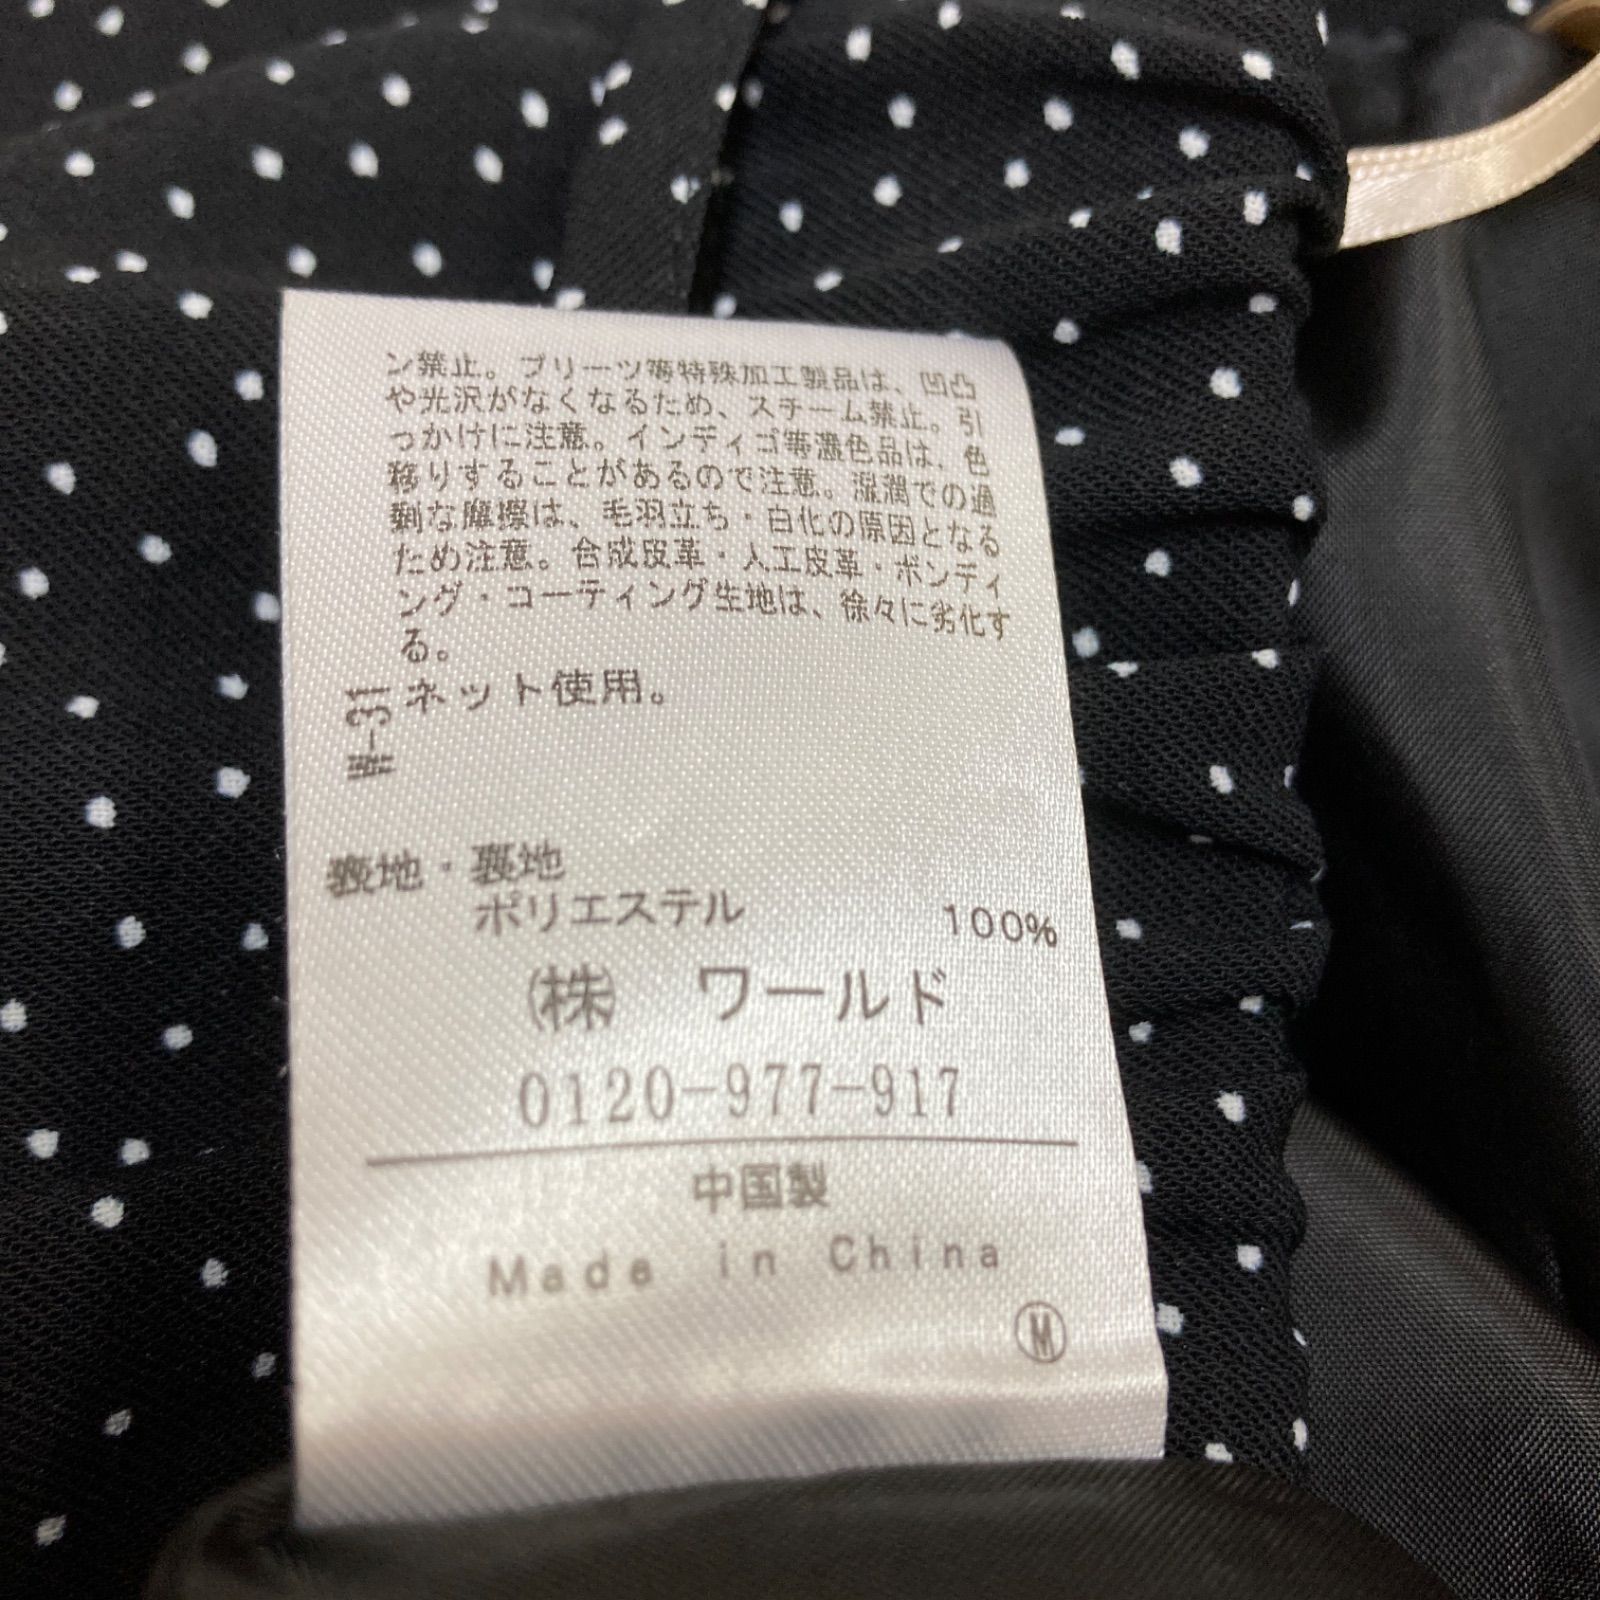 ン禁止。プリーツ等特殊加工製品は、凹凸
や光沢がなくなるため、スチーム禁止。引
っかけに注意。インディゴ等濃色品は、色
移りすることがあるので注意。湿潤での過
剰な摩擦は、毛羽立ち・白化の原因となる
ため注意。合成皮革・人工皮革・ボンディ
ング・コーティング生地は、徐々に劣化す
る。
ネット使用。
W-31
表地・裏地
ポリエステル 100%
(株) ワールド
0120-977-917
中国製
Made in China
Ⓜ